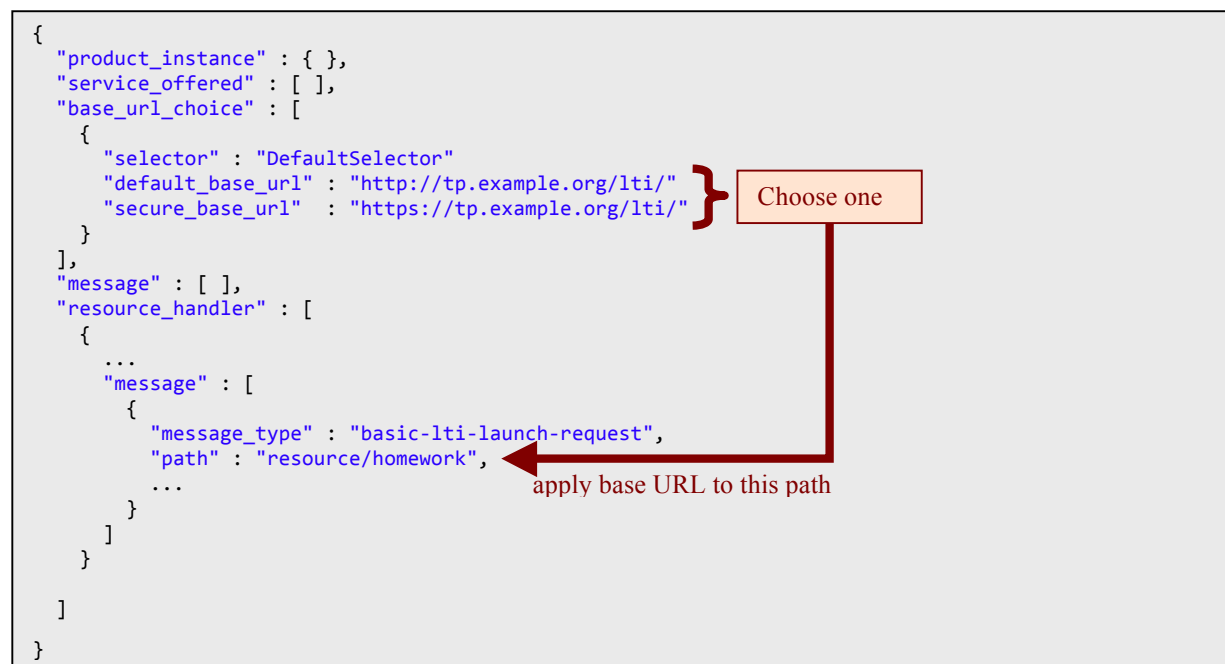 {
  "product_instance" : { },
  "service_offered" : [ ],
  "base_url_choice" : [
    {
      "selector" : "DefaultSelector"
      "default_base_url" : "http://tp.example.org/lti/"
      "secure_base_url"  : "https://tp.example.org/lti/"
Choose one
    }
  ],
  "message" : [ ],
  "resource_handler" : [
    {
      ...
      "message" : [
        {
          "message_type" : "basic-lti-launch-request",
          "path" : "resource/homework",
apply base URL to this path
          ...
        }
      ]
    }
  ]
}